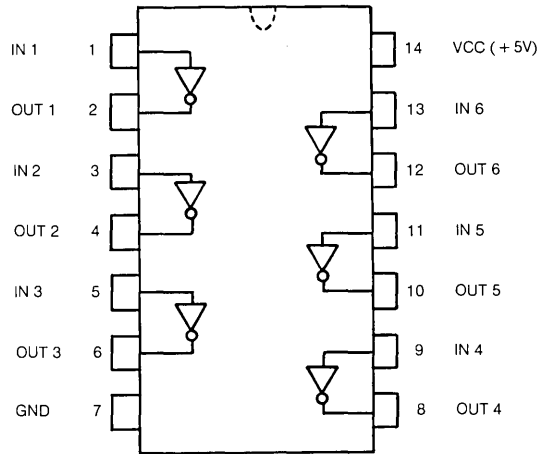 IN 1 1 14 VCC ( + 5V)
OUT 1 2 13 IN 6
IN 2 3 12 OUT 6
OUT 2 4 11 IN 5
IN 3 5 10 OUT 5
OUT 3 6 9 IN 4
GND 7 8 OUT 4